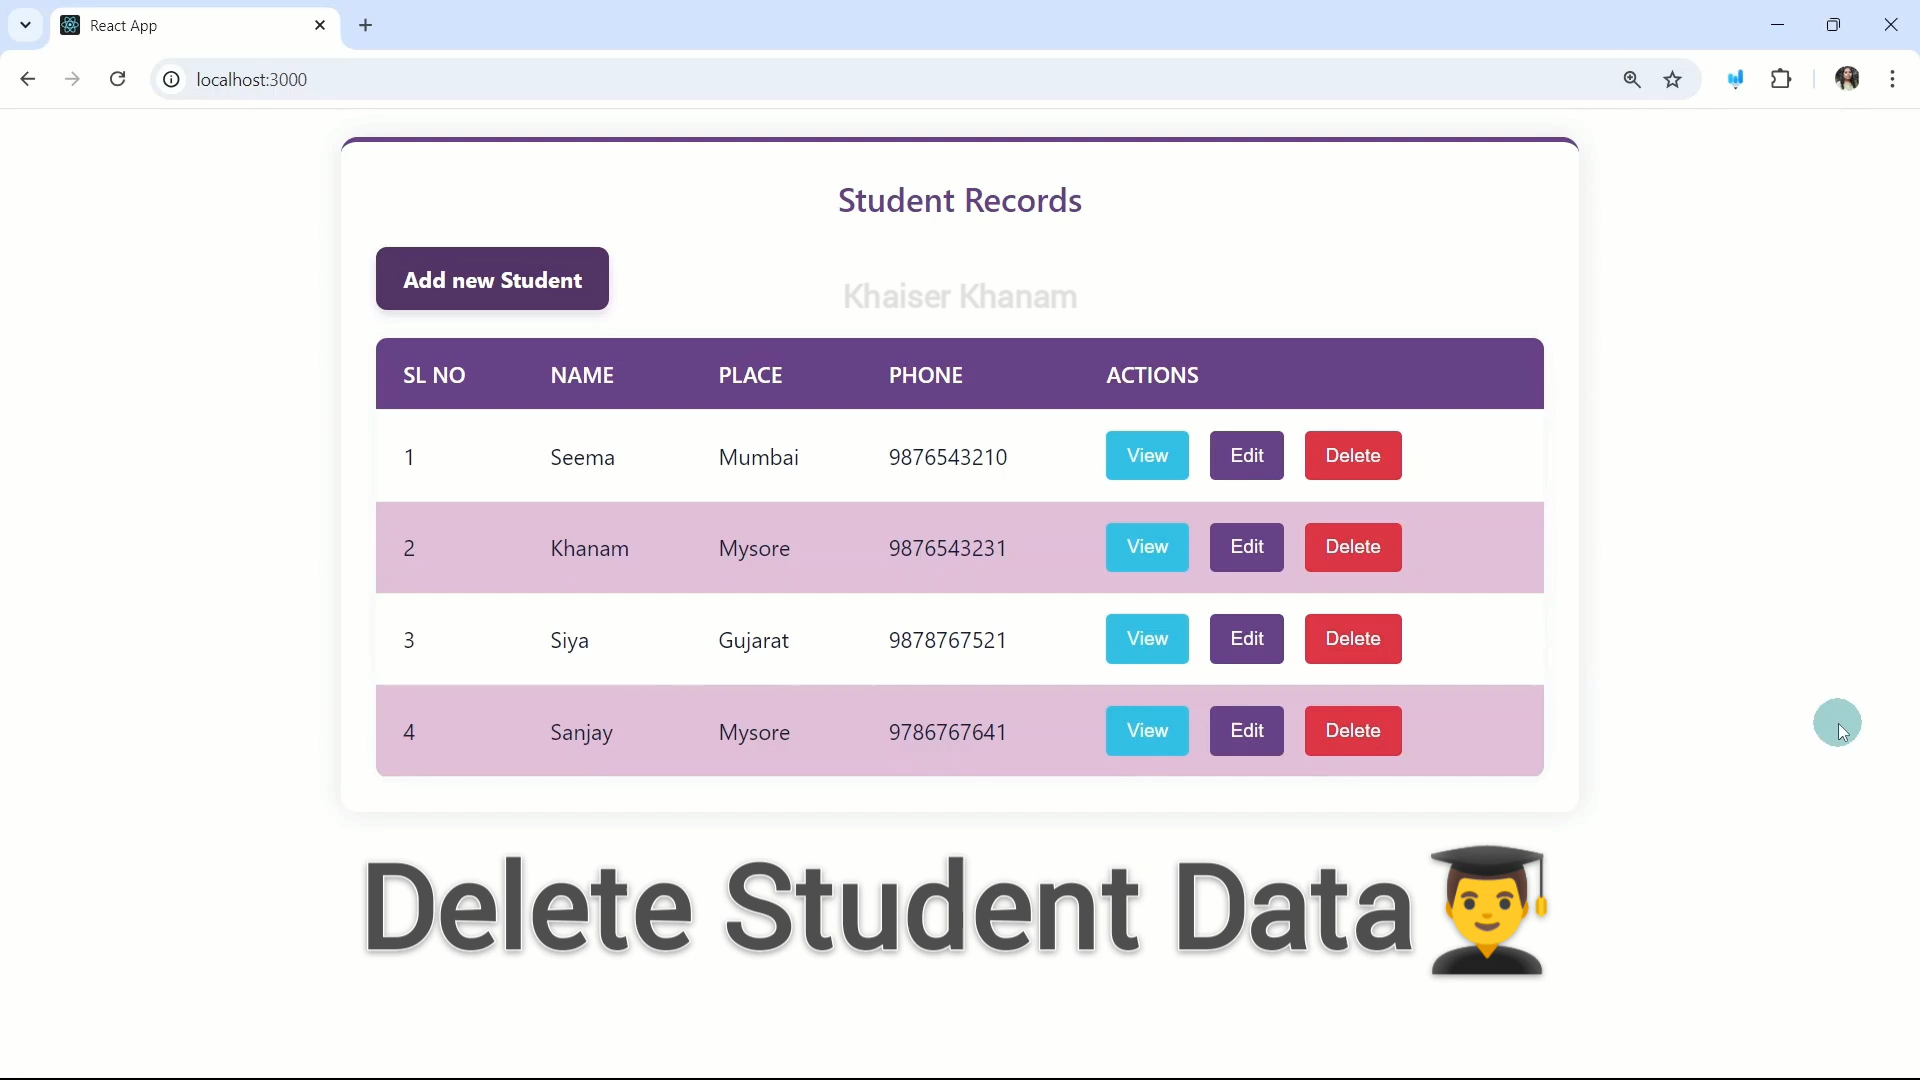 React App
localhost:3000
Student Records
Add new Student
Khaiser Khanam
SL NO NAME PLACE PHONE ACTIONS
1 Seema Mumbai 9876543210 View Edit Delete
2 Khanam Mysore 9876543231 View Edit Delete
3 Siya Gujarat 9878767521 View Edit Delete
4 Sanjay Mysore 9786767641 View Edit Delete
Delete Student Data